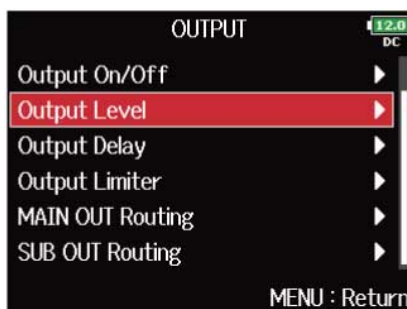 OUTPUT
12.0
DC
Output On/Off
Output Level
Output Delay
Output Limiter
MAIN OUT Routing
SUB OUT Routing
MENU : Return